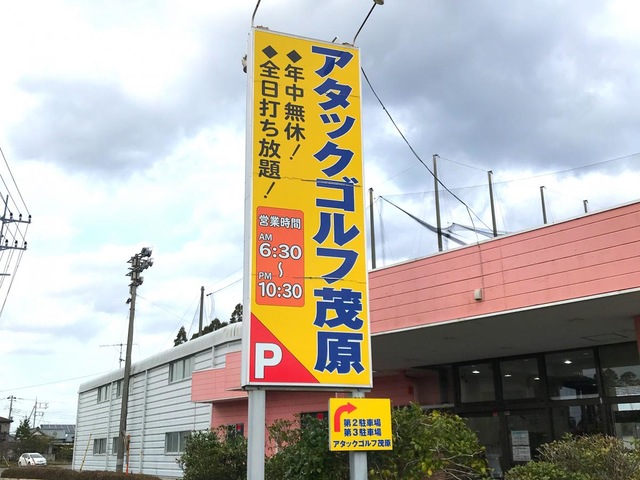 アタックゴルフ茂原
◆年中無休！
◆全日打ち放題！
営業時間
AM
6:30
〜
PM
10:30
P
第2駐車場
第3駐車場
アタックゴルフ茂原